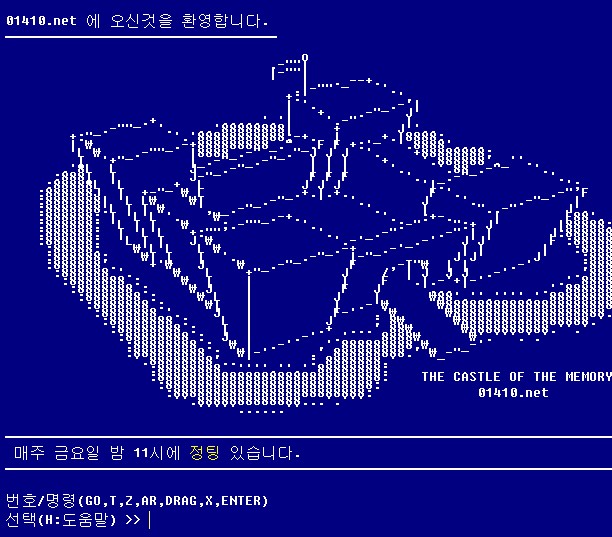 01410.net 에 오신것을 환영합니다.
THE CASTLE OF THE MEMORY
01410.net
매주 금요일 밤 11시에 정팅 있습니다.
번호/명령(GO,T,Z,AR,DRAG,X,ENTER)
선택(H:도움말) >>